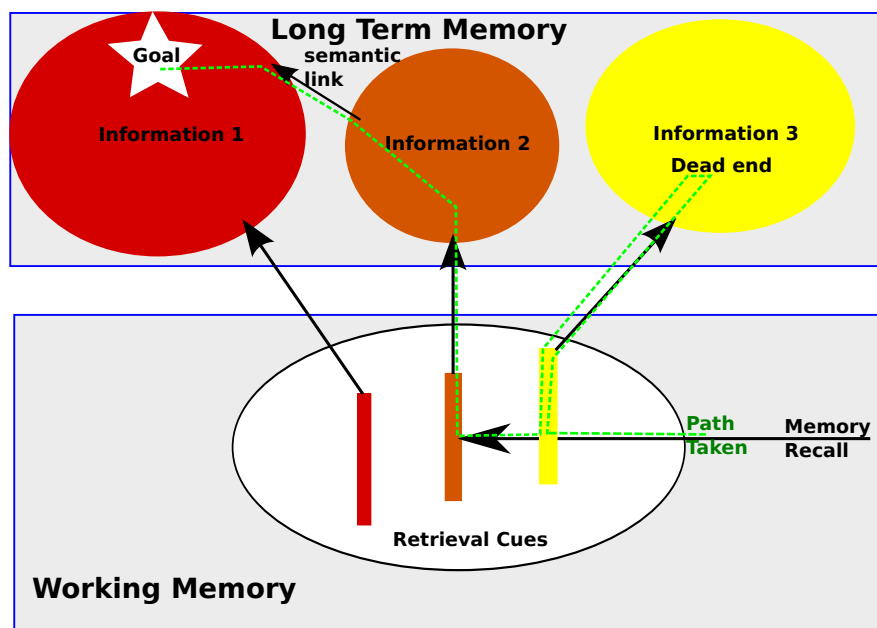 Long Term Memory
Goal
semantic
link
Information 1
Information 2
Information 3
Dead end
Path
Taken
Memory
Recall
Retrieval Cues
Working Memory